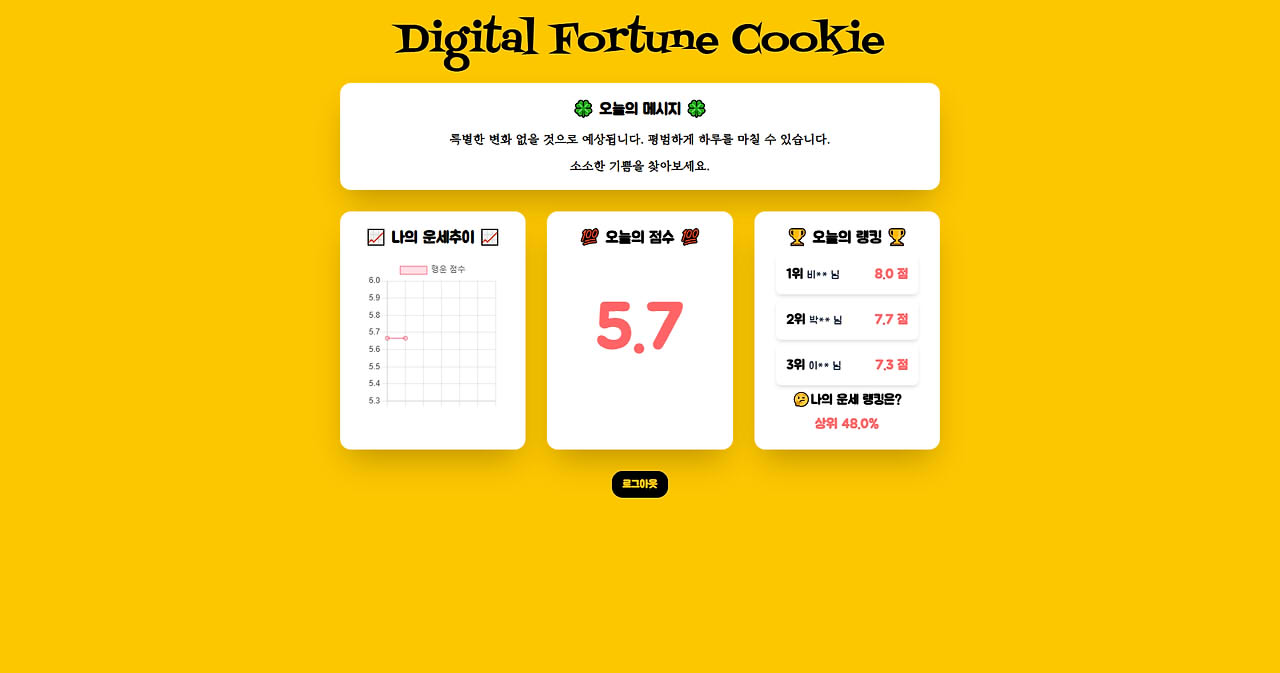 Digital Fortune Cookie
🍀 오늘의 메시지 🍀
특별한 변화 없을 것으로 예상됩니다. 평범하게 하루를 마칠 수 있습니다.
소소한 기쁨을 찾아보세요.
📈 나의 운세추이 📈
행운 점수
6.0
5.9
5.8
5.7
5.6
5.5
5.4
5.3
💯 오늘의 점수 💯
5.7
🏆 오늘의 랭킹 🏆
1위 비** 님 8.0 점
2위 박** 님 7.7 점
3위 이** 님 7.3 점
🤔나의 운세 랭킹은?
상위 48.0%
로그아웃